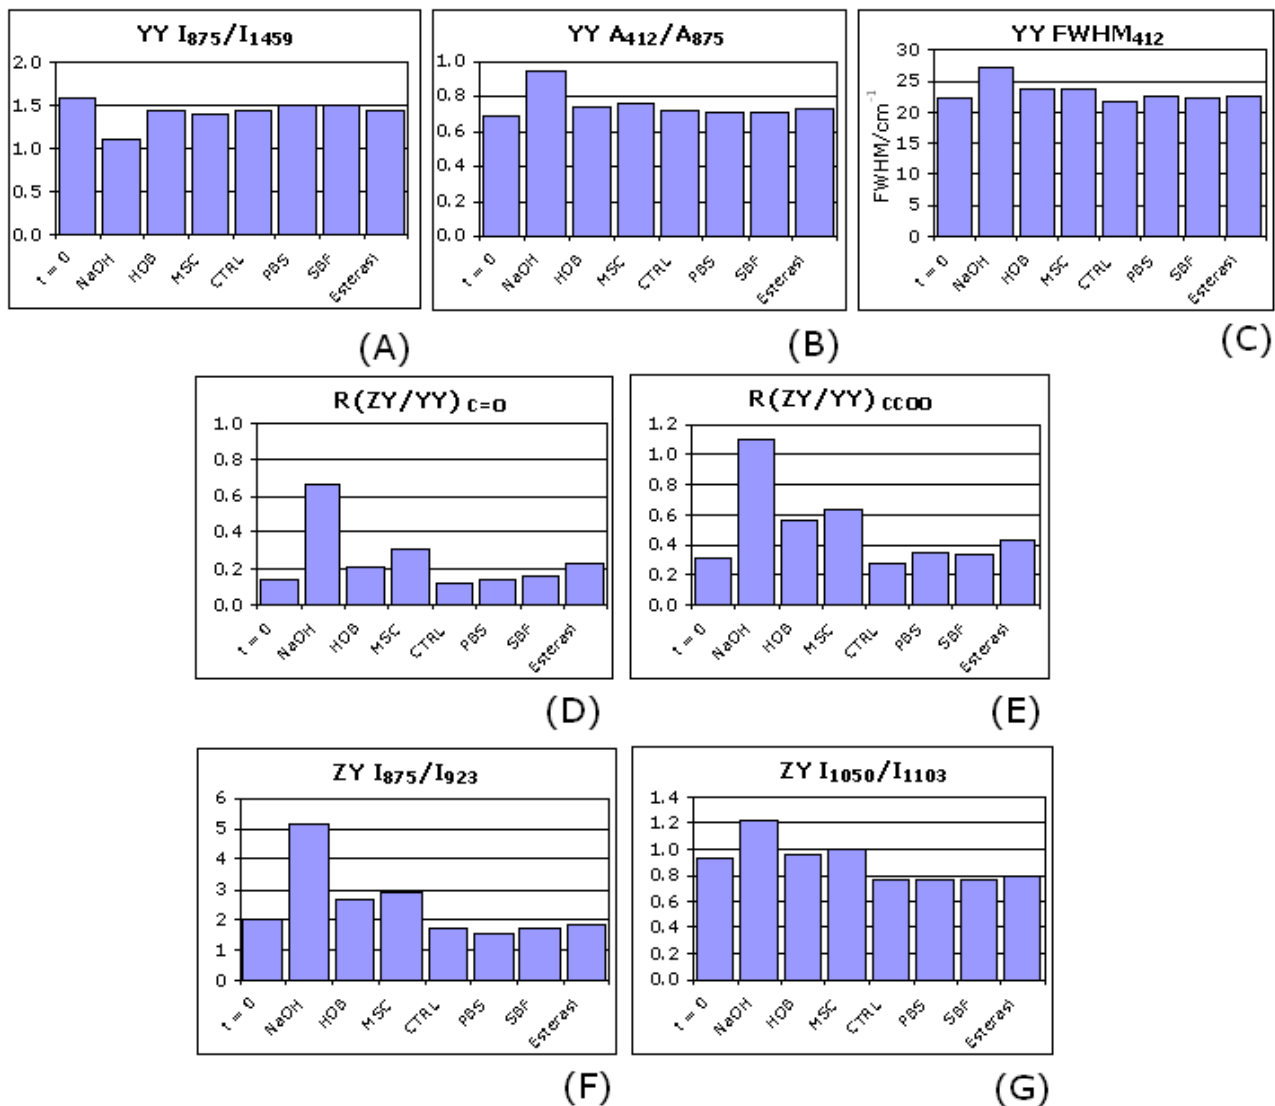 YY I875/I1459
2.0
1.5
1.0
0.5
0.0
t = 0 NaOH HOB MSC CTRL PBS SBF Esterasi
(A)
YY A412/A875
1.0
0.8
0.6
0.4
0.2
0.0
t = 0 NaOH HOB MSC CTRL PBS SBF Esterasi
(B)
YY FWHM412
FWHM/cm-1
30
25
20
15
10
5
0
t = 0 NaOH HOB MSC CTRL PBS SBF Esterasi
(C)
R(ZY/YY) C=O
1.0
0.8
0.6
0.4
0.2
0.0
t = 0 NaOH HOB MSC CTRL PBS SBF Esterasi
(D)
R(ZY/YY) CCOO
1.2
1.0
0.8
0.6
0.4
0.2
0.0
t = 0 NaOH HOB MSC CTRL PBS SBF Esterasi
(E)
ZY I875/I923
6
5
4
3
2
1
0
t = 0 NaOH HOB MSC CTRL PBS SBF Esterasi
(F)
ZY I1050/I1103
1.4
1.2
1.0
0.8
0.6
0.4
0.2
0.0
t = 0 NaOH HOB MSC CTRL PBS SBF Esterasi
(G)